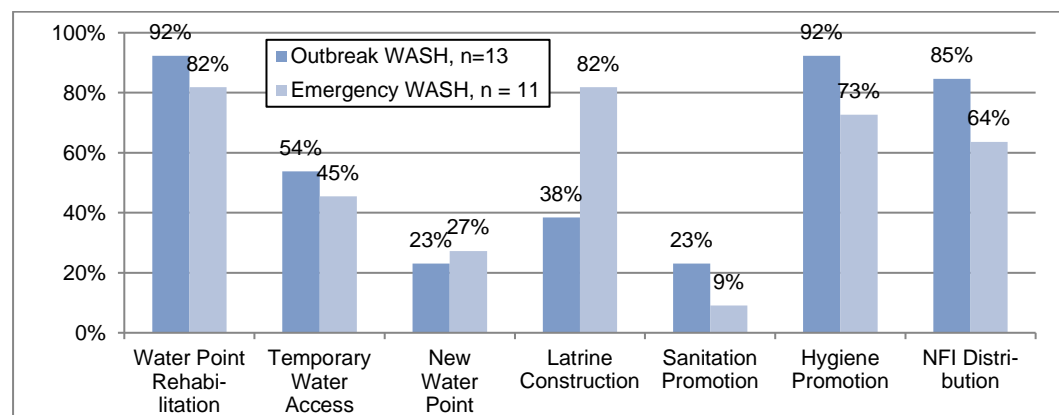 100%
80%
60%
40%
20%
0%
Outbreak WASH, n=13
Emergency WASH, n = 11
92%
82%
54%
45%
23%
27%
38%
82%
23%
9%
92%
73%
85%
64%
Water Point
Rehabi-
litation
Temporary
Water
Access
New
Water
Point
Latrine
Construction
Sanitation
Promotion
Hygiene
Promotion
NFI Distri-
bution